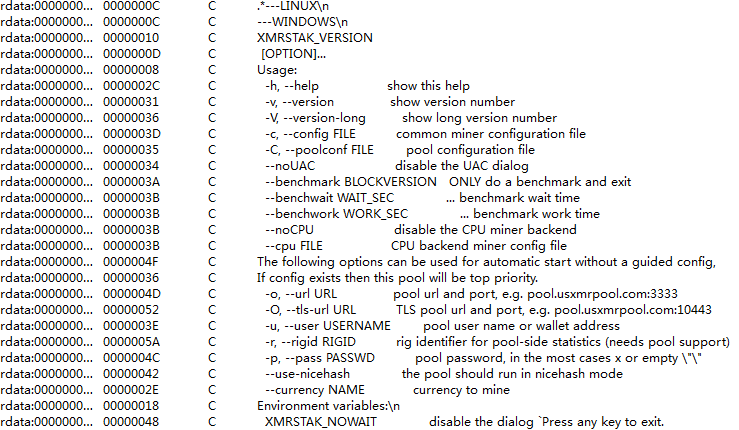 rdata:0000000... 0000000C C .*---LINUX\n
rdata:0000000... 0000000C C ---WINDOWS\n
rdata:0000000... 00000010 C XMRSTAK_VERSION
rdata:0000000... 0000000D C [OPTION]...
rdata:0000000... 00000008 C Usage:
rdata:0000000... 0000002C C -h, --help show this help
rdata:0000000... 00000031 C -v, --version show version number
rdata:0000000... 00000036 C -V, --version-long show long version number
rdata:0000000... 0000003D C -c, --config FILE common miner configuration file
rdata:0000000... 00000035 C -C, --poolconf FILE pool configuration file
rdata:0000000... 00000034 C --noUAC disable the UAC dialog
rdata:0000000... 0000003A C --benchmark BLOCKVERSION ONLY do a benchmark and exit
rdata:0000000... 0000003B C --benchwait WAIT_SEC ... benchmark wait time
rdata:0000000... 0000003B C --benchwork WORK_SEC ... benchmark work time
rdata:0000000... 0000003B C --noCPU disable the CPU miner backend
rdata:0000000... 0000003B C --cpu FILE CPU backend miner config file
rdata:0000000... 0000004F C The following options can be used for automatic start without a guided config,
rdata:0000000... 00000036 C If config exists then this pool will be top priority.
rdata:0000000... 0000004D C -o, --url URL pool url and port, e.g. pool.usxmrpool.com:3333
rdata:0000000... 00000052 C -O, --tls-url URL TLS pool url and port, e.g. pool.usxmrpool.com:10443
rdata:0000000... 0000003E C -u, --user USERNAME pool user name or wallet address
rdata:0000000... 0000005A C -r, --rigid RIGID rig identifier for pool-side statistics (needs pool support)
rdata:0000000... 0000004C C -p, --pass PASSWD pool password, in the most cases x or empty \"\"
rdata:0000000... 00000042 C --use-nicehash the pool should run in nicehash mode
rdata:0000000... 0000002E C --currency NAME currency to mine
rdata:0000000... 00000018 C Environment variables:\n
rdata:0000000... 00000048 C XMRSTAK_NOWAIT disable the dialog `Press any key to exit.